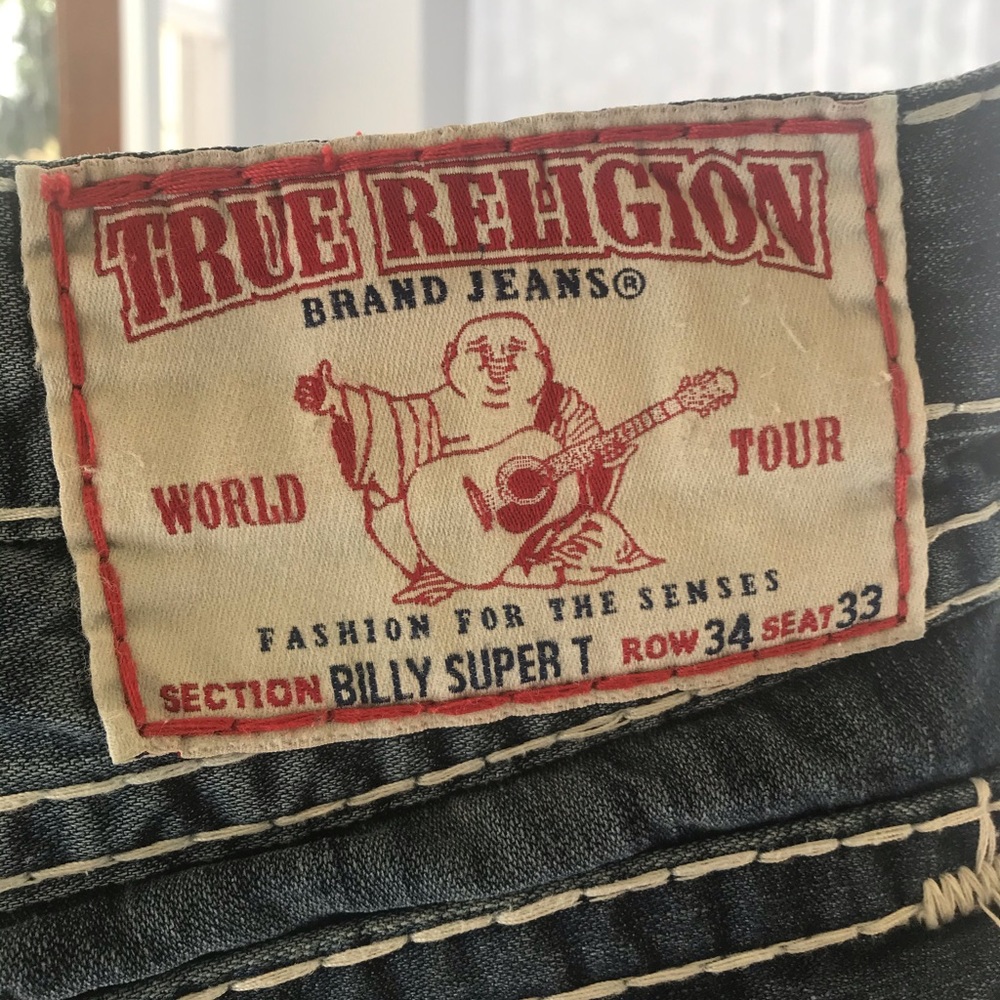 TRUE RELIGION
BRAND JEANS®
WORLD TOUR
FASHION FOR THE SENSES
SECTION BILLY SUPER T ROW 34 SEAT 33